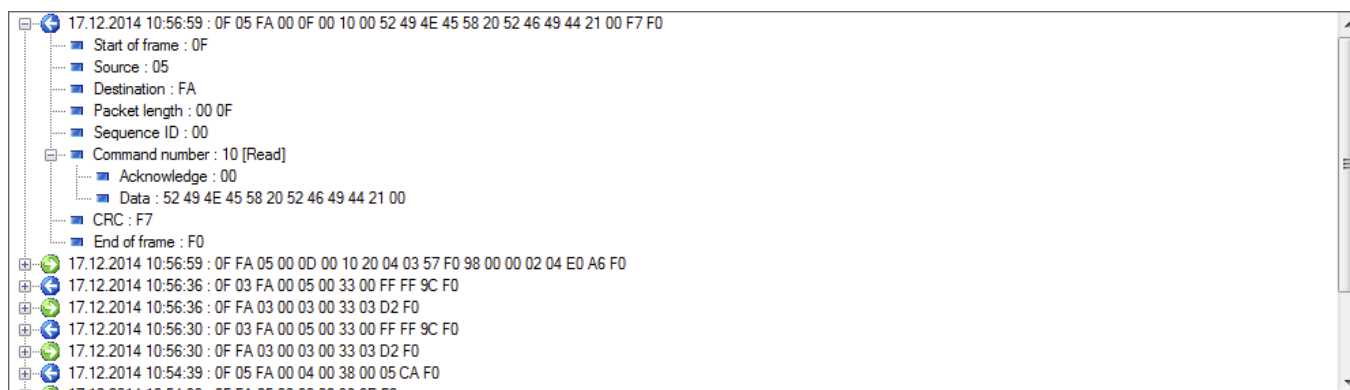 17.12.2014 10:56:59 : 0F 05 FA 00 0F 00 10 00 52 49 4E 45 58 20 52 46 49 44 21 00 F7 F0
Start of frame : 0F
Source : 05
Destination : FA
Packet length : 00 0F
Sequence ID : 00
Command number : 10 [Read]
Acknowledge : 00
Data : 52 49 4E 45 58 20 52 46 49 44 21 00
CRC : F7
End of frame : F0
17.12.2014 10:56:59 : 0F FA 05 00 0D 00 10 20 04 03 57 F0 98 00 00 02 04 E0 A6 F0
17.12.2014 10:56:36 : 0F 03 FA 00 05 00 33 00 FF FF 9C F0
17.12.2014 10:56:36 : 0F FA 03 00 03 00 33 03 D2 F0
17.12.2014 10:56:30 : 0F 03 FA 00 05 00 33 00 FF FF 9C F0
17.12.2014 10:56:30 : 0F FA 03 00 03 00 33 03 D2 F0
17.12.2014 10:54:39 : 0F 05 FA 00 04 00 38 00 05 CA F0